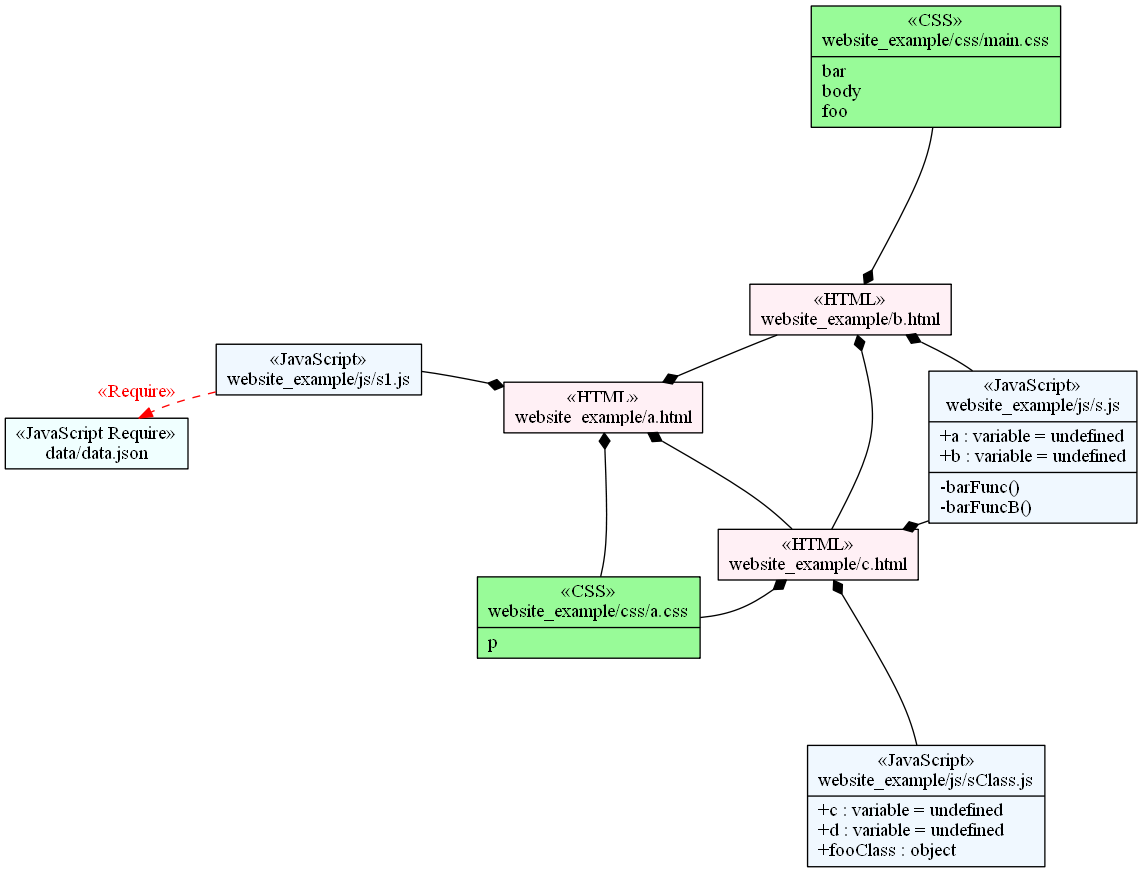 «CSS»
website_example/css/main.css
bar
body
foo
«HTML»
website_example/b.html
«JavaScript»
website_example/js/s1.js
«Require»
«JavaScript Require»
data/data.json
«HTML»
website_example/a.html
«JavaScript»
website_example/js/s.js
+a : variable = undefined
+b : variable = undefined
-barFunc()
-barFuncB()
«HTML»
website_example/c.html
«CSS»
website_example/css/a.css
p
«JavaScript»
website_example/js/sClass.js
+c : variable = undefined
+d : variable = undefined
+fooClass : object